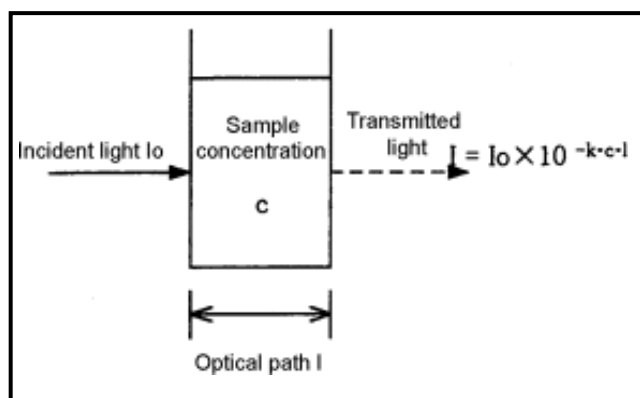 Incident light Io
Sample
concentration
c
Transmitted
light
I = Io × 10 ⁻ᵏ·ᶜ·ˡ
Optical path l